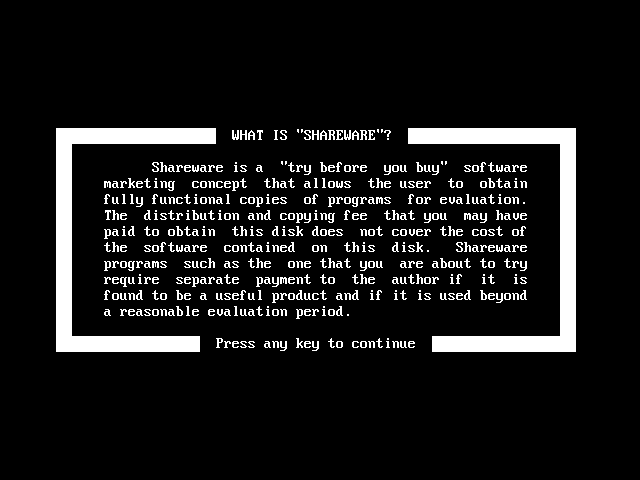 WHAT IS "SHAREWARE"?
Shareware is a "try before you buy" software
marketing concept that allows the user to obtain
fully functional copies of programs for evaluation.
The distribution and copying fee that you may have
paid to obtain this disk does not cover the cost of
the software contained on this disk. Shareware
programs such as the one that you are about to try
require separate payment to the author if it is
found to be a useful product and if it is used beyond
a reasonable evaluation period.
Press any key to continue